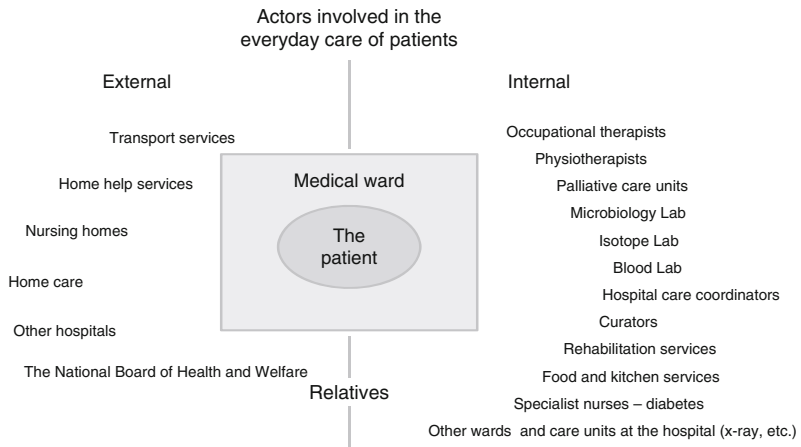 Actors involved in the
everyday care of patients
External
Internal
Transport services
Home help services
Nursing homes
Home care
Other hospitals
The National Board of Health and Welfare
Medical ward
The
patient
Relatives
Occupational therapists
Physiotherapists
Palliative care units
Microbiology Lab
Isotope Lab
Blood Lab
Hospital care coordinators
Curators
Rehabilitation services
Food and kitchen services
Specialist nurses – diabetes
Other wards and care units at the hospital (x-ray, etc.)